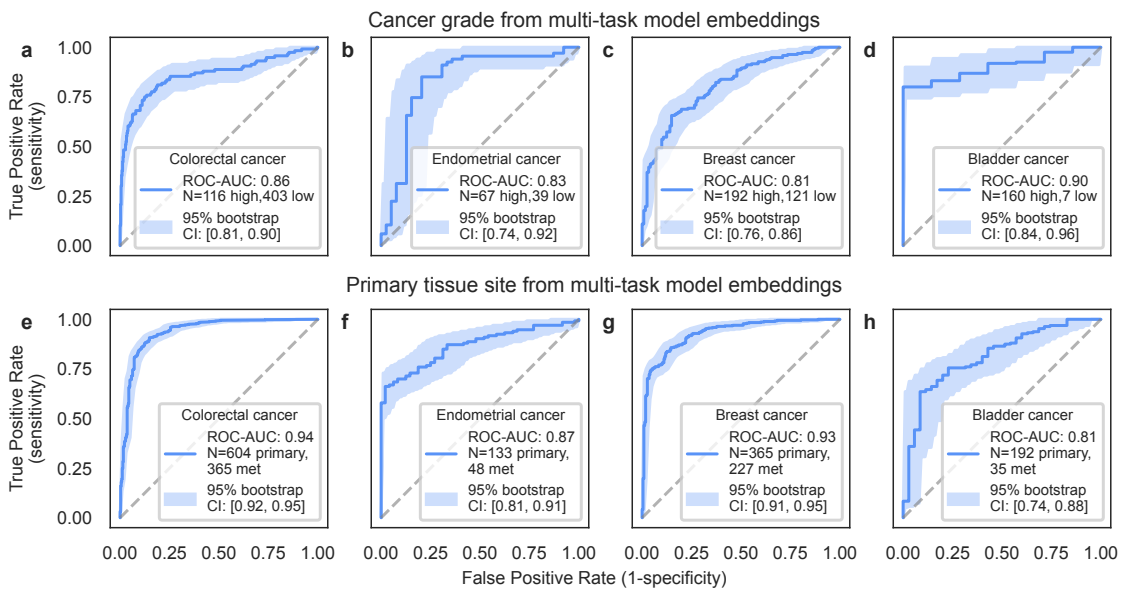 Cancer grade from multi-task model embeddings
a
b
c
d
True Positive Rate
(sensitivity)
1.00
0.75
0.50
0.25
0.00
Colorectal cancer
ROC-AUC: 0.86
N=116 high,403 low
95% bootstrap
CI: [0.81, 0.90]
Endometrial cancer
ROC-AUC: 0.83
N=67 high,39 low
95% bootstrap
CI: [0.74, 0.92]
Breast cancer
ROC-AUC: 0.81
N=192 high,121 low
95% bootstrap
CI: [0.76, 0.86]
Bladder cancer
ROC-AUC: 0.90
N=160 high,7 low
95% bootstrap
CI: [0.84, 0.96]
Primary tissue site from multi-task model embeddings
e
f
g
h
True Positive Rate
(sensitivity)
1.00
0.75
0.50
0.25
0.00
Colorectal cancer
ROC-AUC: 0.94
N=604 primary,
365 met
95% bootstrap
CI: [0.92, 0.95]
Endometrial cancer
ROC-AUC: 0.87
N=133 primary,
48 met
95% bootstrap
CI: [0.81, 0.91]
Breast cancer
ROC-AUC: 0.93
N=365 primary,
227 met
95% bootstrap
CI: [0.91, 0.95]
Bladder cancer
ROC-AUC: 0.81
N=192 primary,
35 met
95% bootstrap
CI: [0.74, 0.88]
0.00 0.25 0.50 0.75 1.00
0.00 0.25 0.50 0.75 1.00
0.00 0.25 0.50 0.75 1.00
0.00 0.25 0.50 0.75 1.00
False Positive Rate (1-specificity)